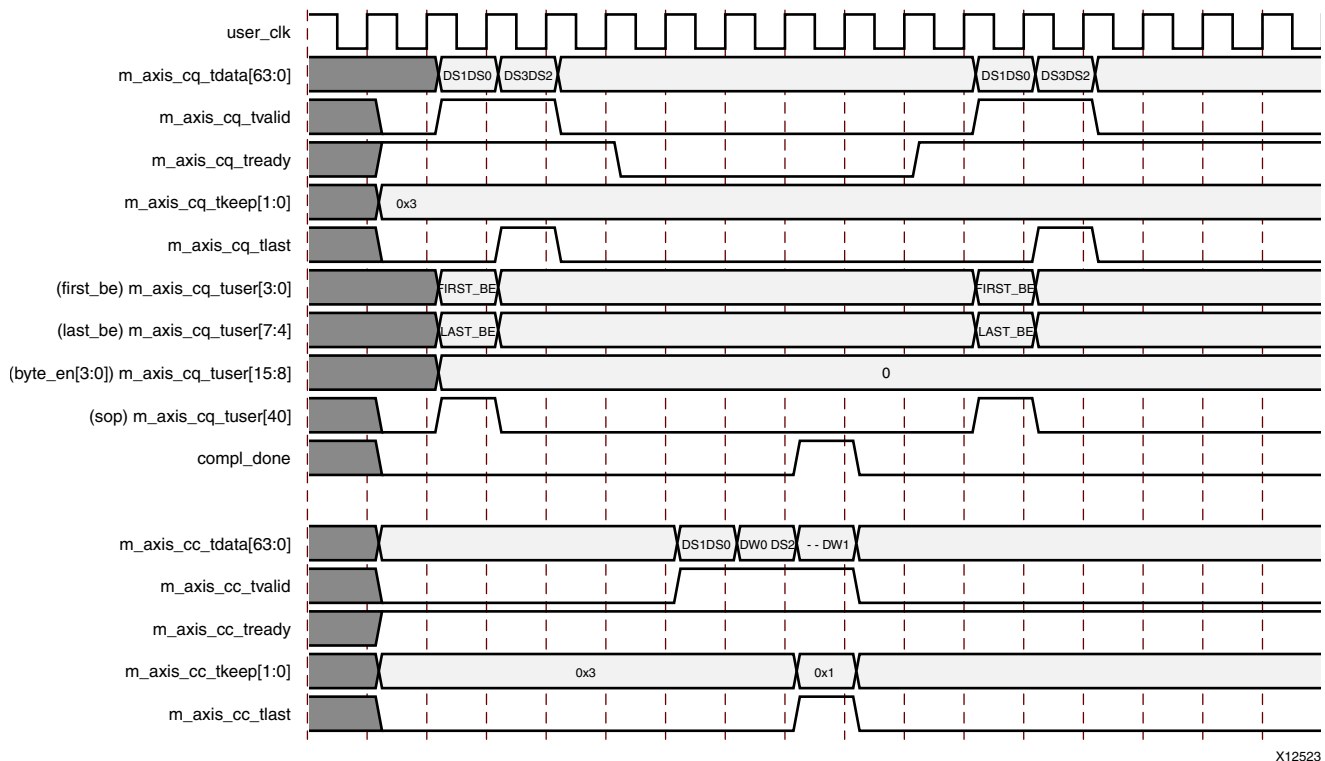 user_clk
m_axis_cq_tdata[63:0] DS1DS0 DS3DS2 DS1DS0 DS3DS2
m_axis_cq_tvalid
m_axis_cq_tready
m_axis_cq_tkeep[1:0] 0x3
m_axis_cq_tlast
(first_be) m_axis_cq_tuser[3:0] FIRST_BE FIRST_BE
(last_be) m_axis_cq_tuser[7:4] LAST_BE LAST_BE
(byte_en[3:0]) m_axis_cq_tuser[15:8] 0
(sop) m_axis_cq_tuser[40]
compl_done
m_axis_cc_tdata[63:0] DS1DS0 DW0 DS2 - - DW1
m_axis_cc_tvalid
m_axis_cc_tready
m_axis_cc_tkeep[1:0] 0x3 0x1
m_axis_cc_tlast
X12523